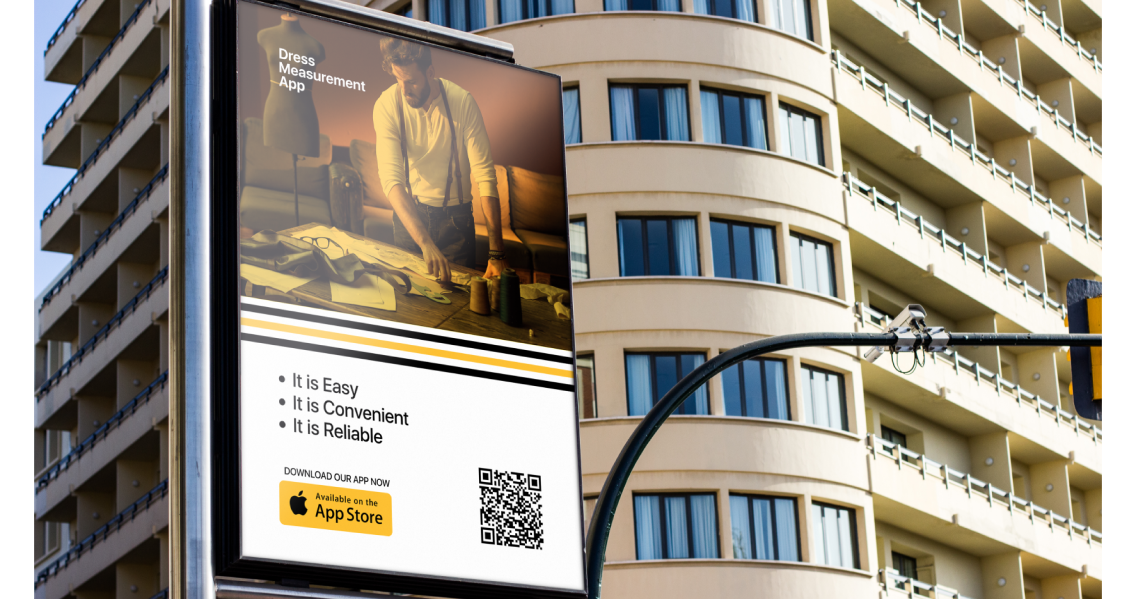 Dress
Measurement
App
• It is Easy
• It is Convenient
• It is Reliable
DOWNLOAD OUR APP NOW
Available on the
App Store